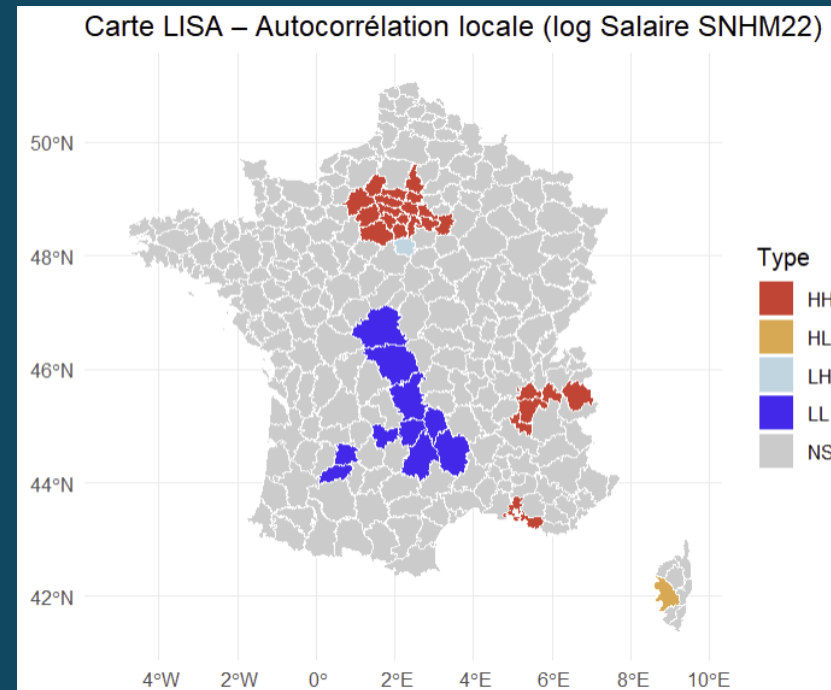 Carte LISA – Autocorrélation locale (log Salaire SNHM22)
50°N
48°N
46°N
44°N
42°N
4°W 2°W 0° 2°E 4°E 6°E 8°E 10°E
Type
HH
HL
LH
LL
NS